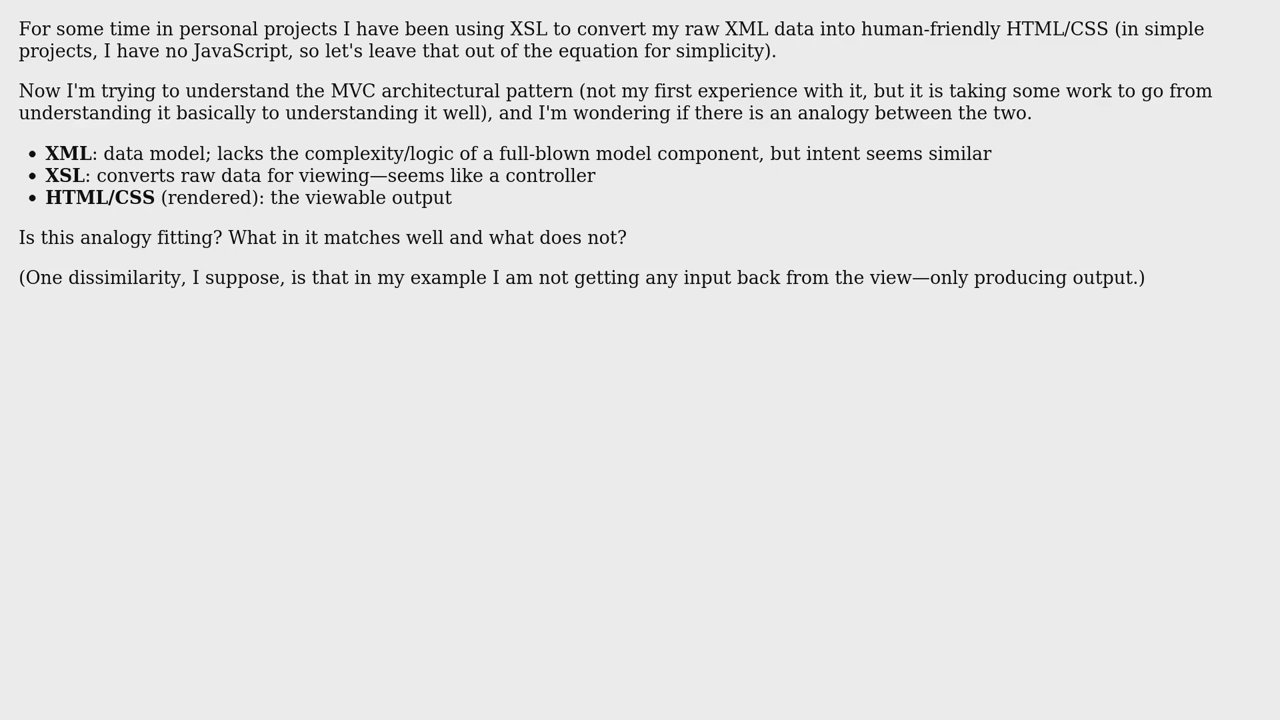 For some time in personal projects I have been using XSL to convert my raw XML data into human-friendly HTML/CSS (in simple
projects, I have no JavaScript, so let's leave that out of the equation for simplicity).
Now I'm trying to understand the MVC architectural pattern (not my first experience with it, but it is taking some work to go from
understanding it basically to understanding it well), and I'm wondering if there is an analogy between the two.
• XML: data model; lacks the complexity/logic of a full-blown model component, but intent seems similar
• XSL: converts raw data for viewing—seems like a controller
• HTML/CSS (rendered): the viewable output
Is this analogy fitting? What in it matches well and what does not?
(One dissimilarity, I suppose, is that in my example I am not getting any input back from the view—only producing output.)